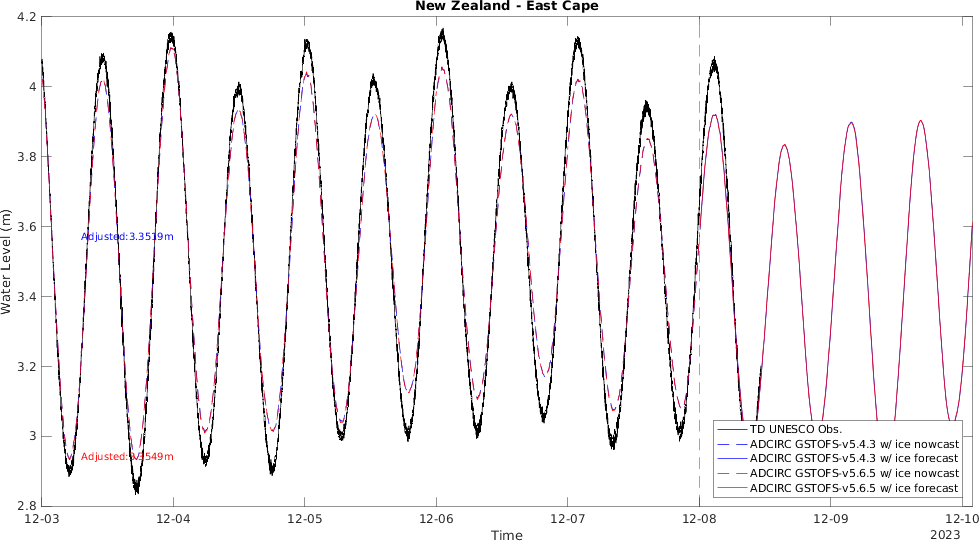 New Zealand - East Cape
4.2
4
3.8
3.6
3.4
3.2
3
2.8
Water Level (m)
Adjusted:3.3519m
Adjusted:3.3549m
TD UNESCO Obs.
ADCIRC GSTOFS-v5.4.3 w/ ice nowcast
ADCIRC GSTOFS-v5.4.3 w/ ice forecast
ADCIRC GSTOFS-v5.6.5 w/ ice nowcast
ADCIRC GSTOFS-v5.6.5 w/ ice forecast
12-03 12-04 12-05 12-06 12-07 12-08 12-09 12-10
Time
2023